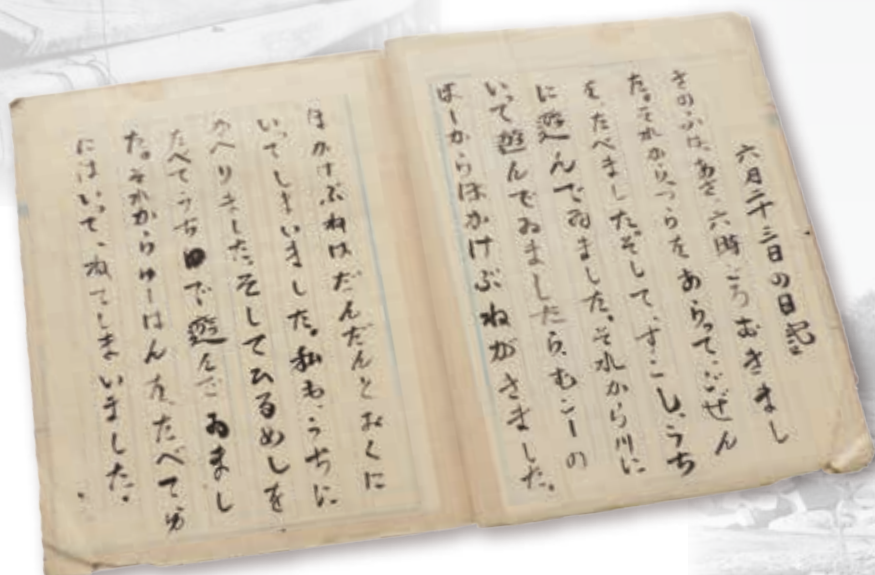 六月二十三日の日記
きのふは、あさ、六時ごろむきまし
た。それから、つらをあらって、ごぜん
を、たべました。そして、すこし、うち
に遊んでゐました。それから川に
いって遊んでゐましたら、むこーの
ほーからほかけぶねがきました。
ほかけぶねはだんだんとおくに
いってしまいました。私も、うちに
かへりました。そしてひるめしを
たべてうちで遊んでゐまし
た。それからゆーはんを、たべて
にはいって、ねてしまいました。